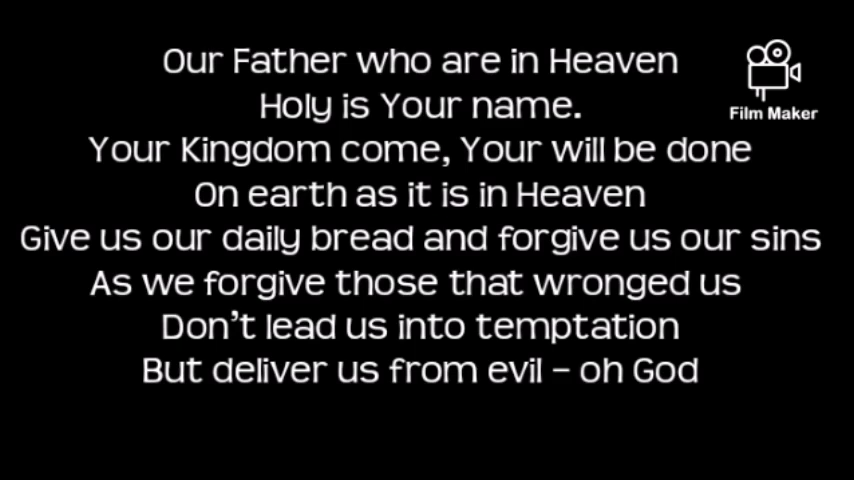 Our Father who are in Heaven
Holy is Your name.
Your Kingdom come, Your will be done
On earth as it is in Heaven
Give us our daily bread and forgive us our sins
As we forgive those that wronged us
Don't lead us into temptation
But deliver us from evil - oh God
Film Maker